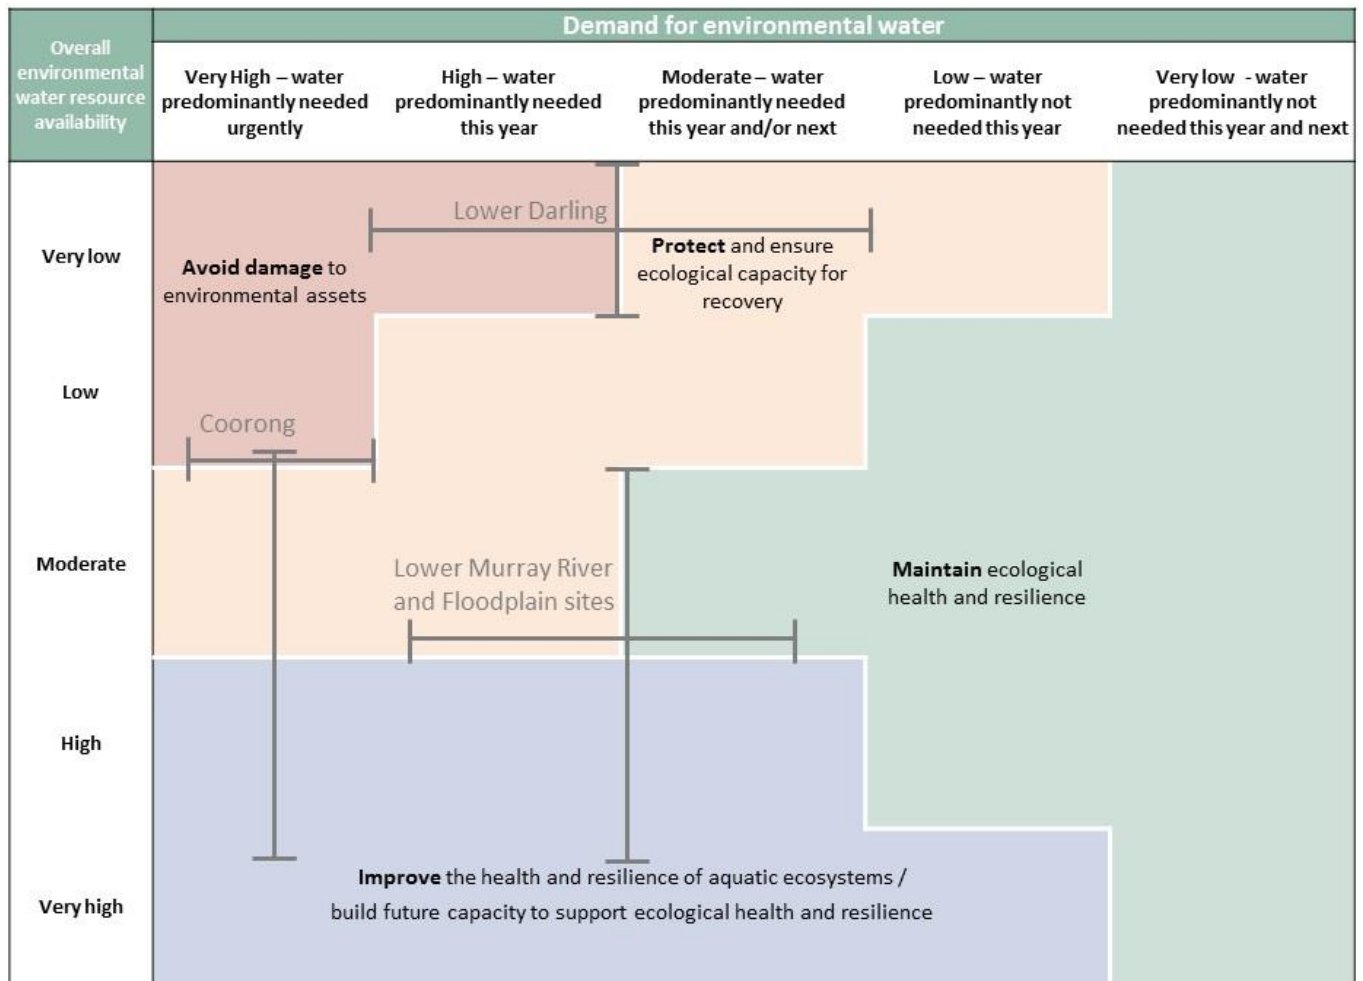 Demand for environmental water
Overall
environmental
water resource
availability
Very High – water
predominantly needed
urgently
High – water
predominantly needed
this year
Moderate – water
predominantly needed
this year and/or next
Low – water
predominantly not
needed this year
Very low - water
predominantly not
needed this year and next
Very low
Lower Darling
Avoid damage to
environmental assets
Protect and ensure
ecological capacity for
recovery
Low
Coorong
Moderate
Lower Murray River
and Floodplain sites
Maintain ecological
health and resilience
High
Very high
Improve the health and resilience of aquatic ecosystems /
build future capacity to support ecological health and resilience